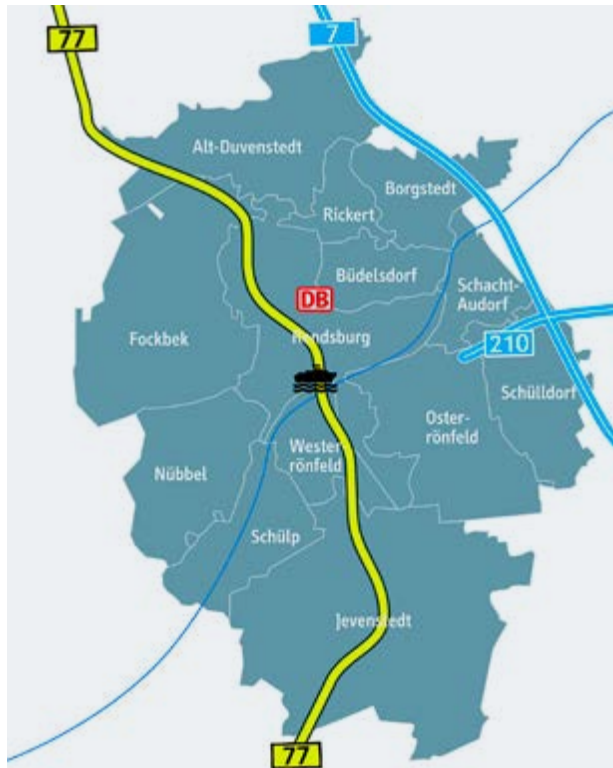 77
7
Alt-Duvenstedt
Borgstedt
Rickert
Büdelsdorf
Schacht-
Audorf
DB
Rendsburg
Fockbek
210
Schülldorf
Oster-
rönfeld
Wester
rönfeld
Nübbel
Schülp
Jevenstedt
77